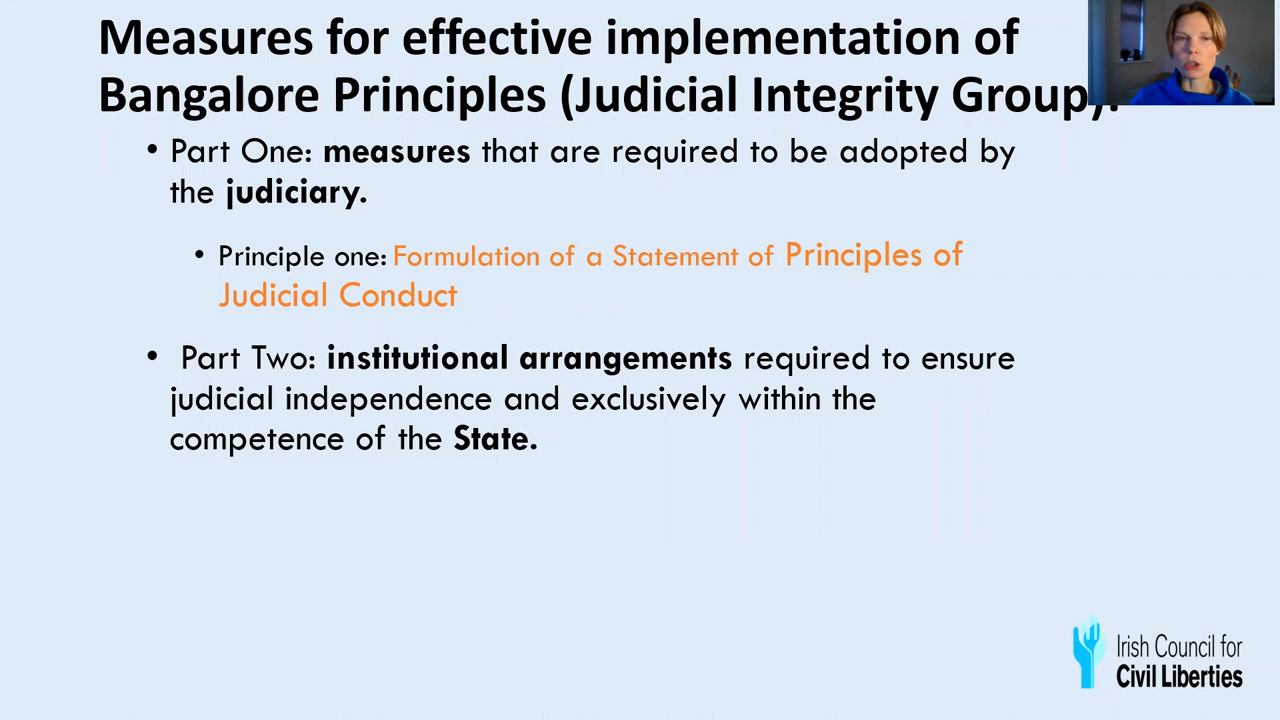 Measures for effective implementation of
Bangalore Principles (Judicial Integrity Group).
• Part One: measures that are required to be adopted by
the judiciary.
• Principle one: Formulation of a Statement of Principles of
Judicial Conduct
• Part Two: institutional arrangements required to ensure
judicial independence and exclusively within the
competence of the State.
Irish Council for
Civil Liberties